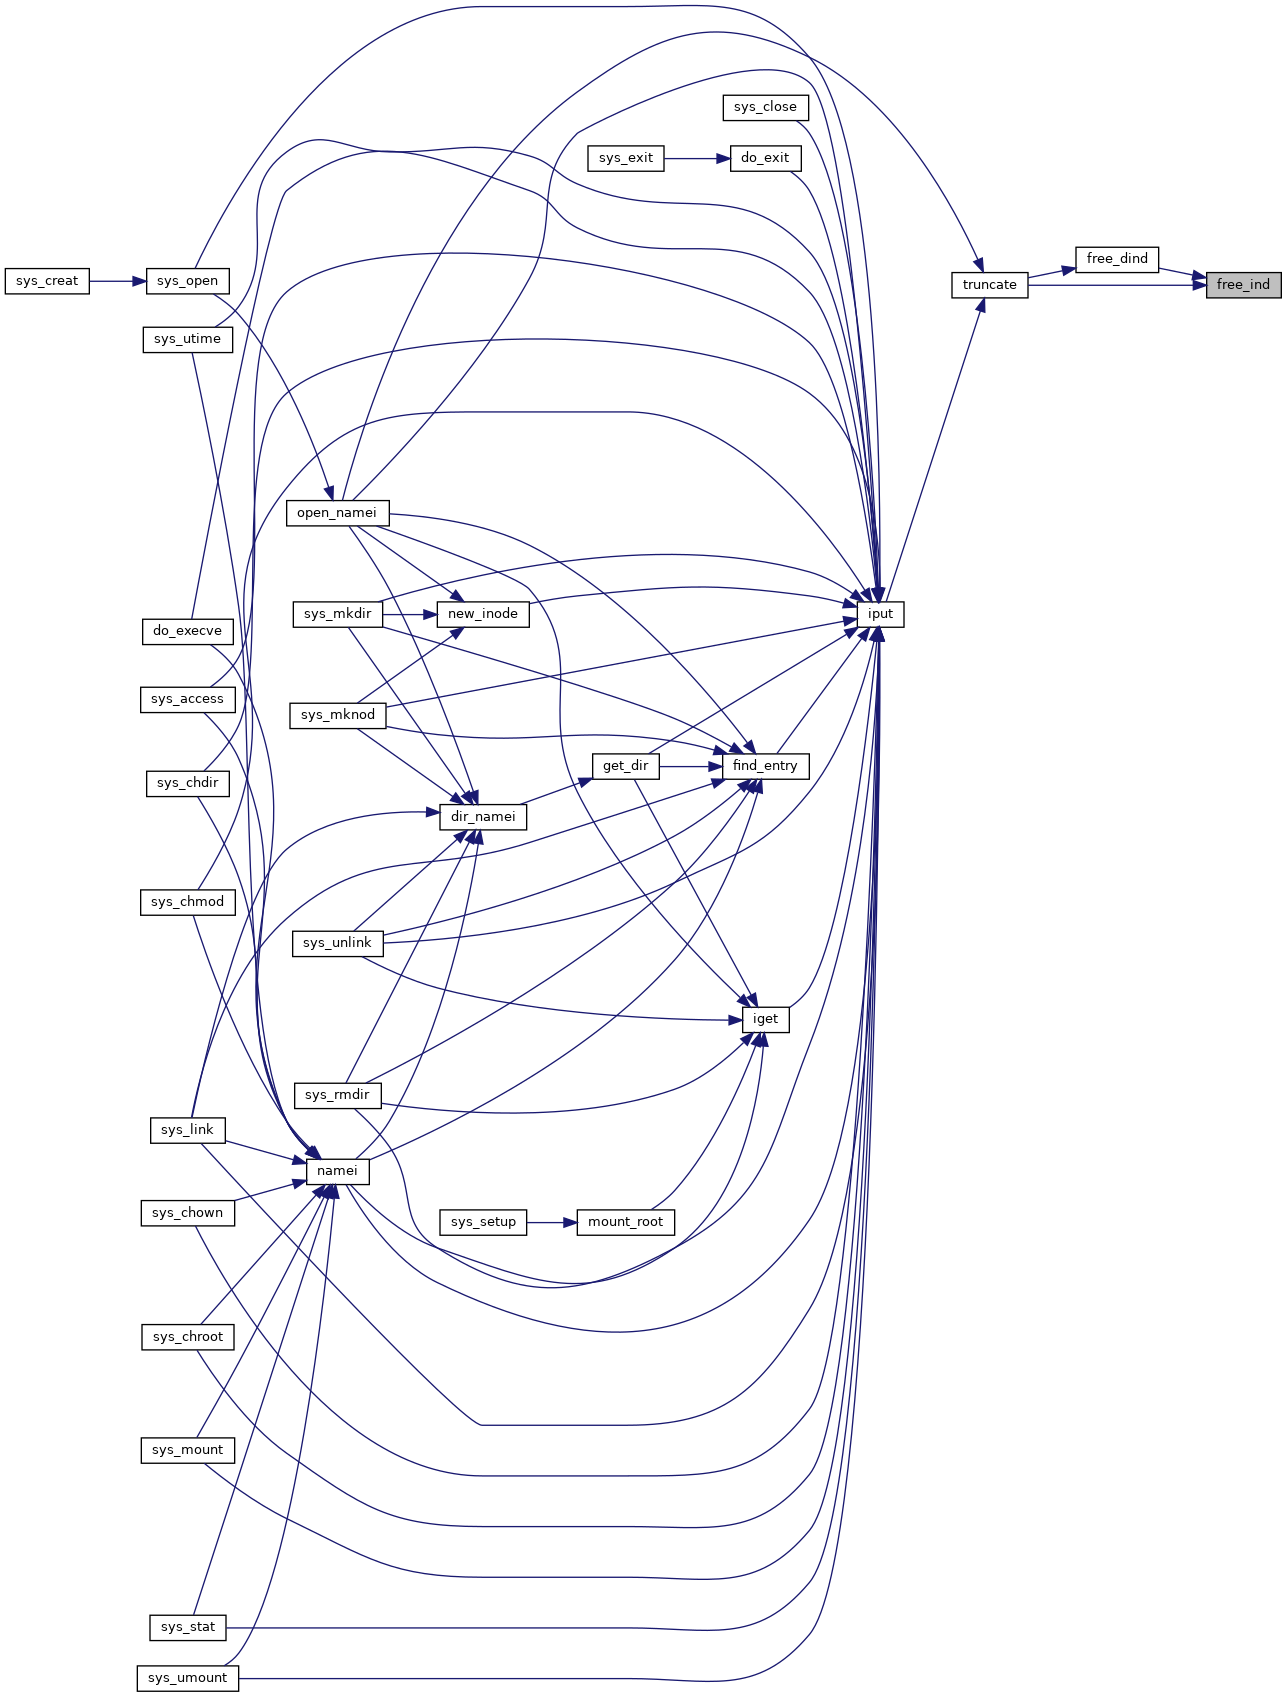 sys_close
sys_exit
do_exit
free_dind
sys_creat
sys_open
truncate
free_ind
sys_utime
open_namei
sys_mkdir
new_inode
iput
do_execve
sys_access
sys_mknod
get_dir
find_entry
sys_chdir
dir_namei
sys_chmod
sys_unlink
iget
sys_rmdir
sys_link
namei
sys_chown
sys_setup
mount_root
sys_chroot
sys_mount
sys_stat
sys_umount